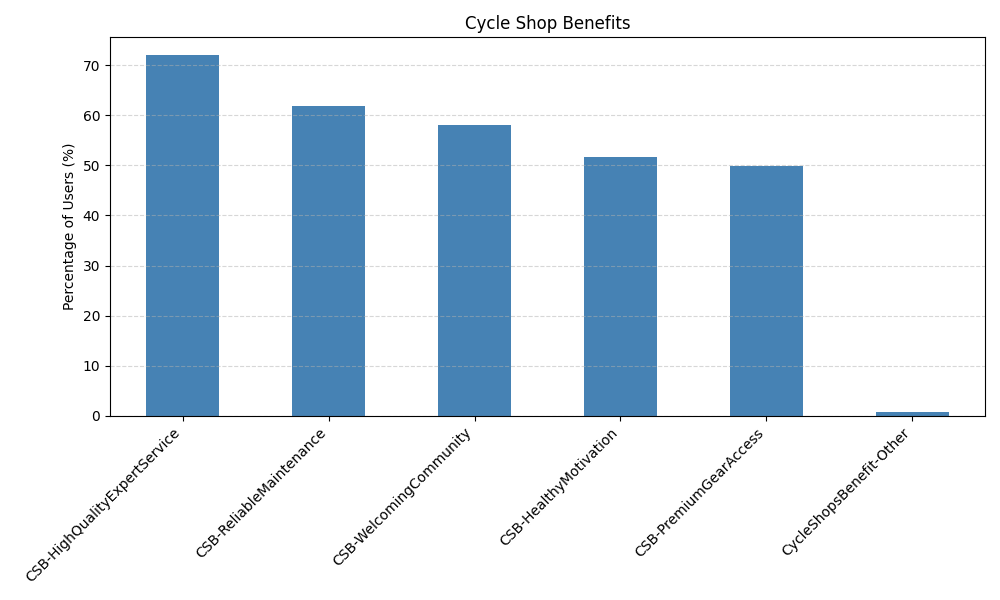 Cycle Shop Benefits
Percentage of Users (%)
70
60
50
40
30
20
10
0
CSB-HighQualityExpertService
CSB-ReliableMaintenance
CSB-WelcomingCommunity
CSB-HealthyMotivation
CSB-PremiumGearAccess
CycleShopsBenefit-Other